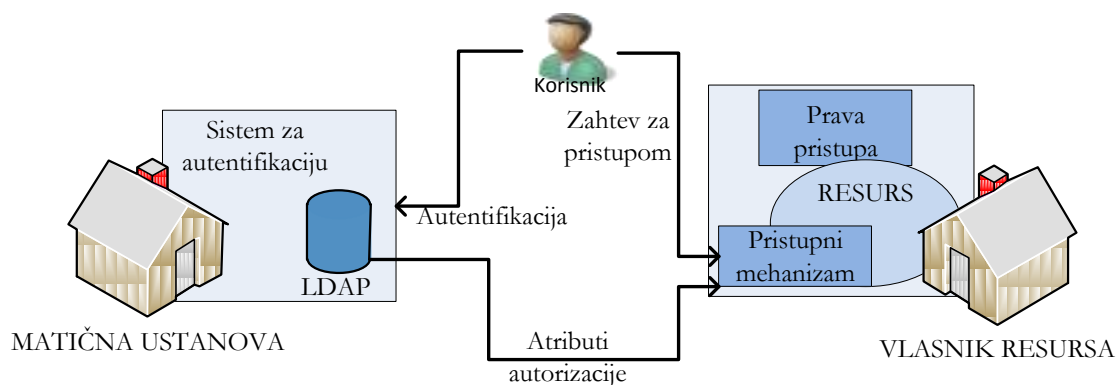 Korisnik
Sistem za
autentifikaciju
LDAP
MATIČNA USTANOVA
Autentifikacija
Zahtev za
pristupom
Atributi
autorizacije
Prava
pristupa
RESURS
Pristupni
mehanizam
VLASNIK RESURSA